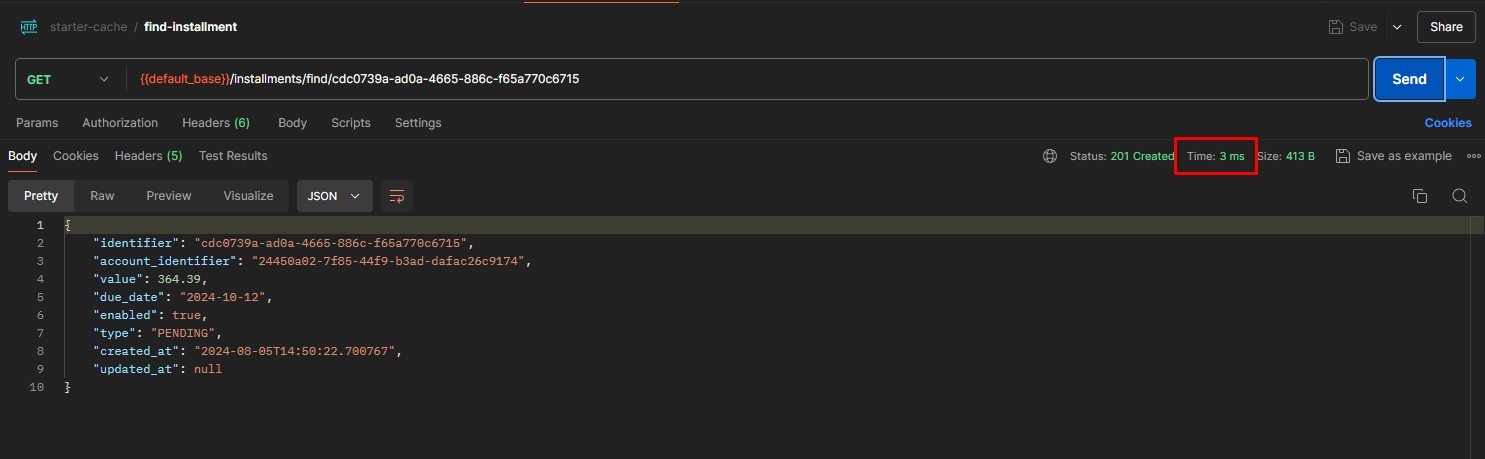 HTTP starter-cache / find-installment Save Share
GET {{default_base}}/installments/find/cdc0739a-ad0a-4665-886c-f65a770c6715 Send
Params Authorization Headers (6) Body Scripts Settings Cookies
Body Cookies Headers (5) Test Results Status: 201 Created Time: 3 ms Size: 413 B Save as example
Pretty Raw Preview Visualize JSON
1 {
2 "identifier": "cdc0739a-ad0a-4665-886c-f65a770c6715",
3 "account_identifier": "24450a02-7f85-44f9-b3ad-dafac26c9174",
4 "value": 364.39,
5 "due_date": "2024-10-12",
6 "enabled": true,
7 "type": "PENDING",
8 "created_at": "2024-08-05T14:50:22.700767",
9 "updated_at": null
10 }